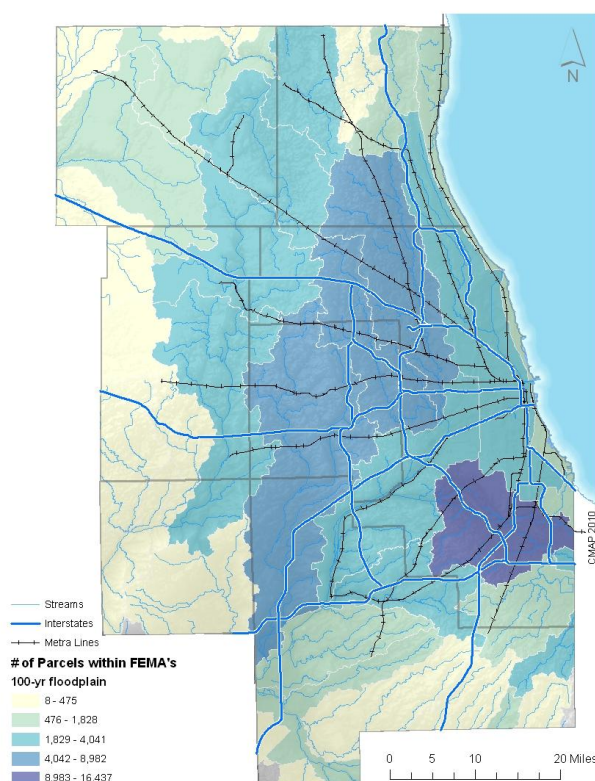 N
CMAP 2010
Streams
Interstates
Metra Lines
# of Parcels within FEMA's
100-yr floodplain
8 - 475
476 - 1,828
1,829 - 4,041
4,042 - 8,982
8,983 - 16,437
0 5 10 20 Miles